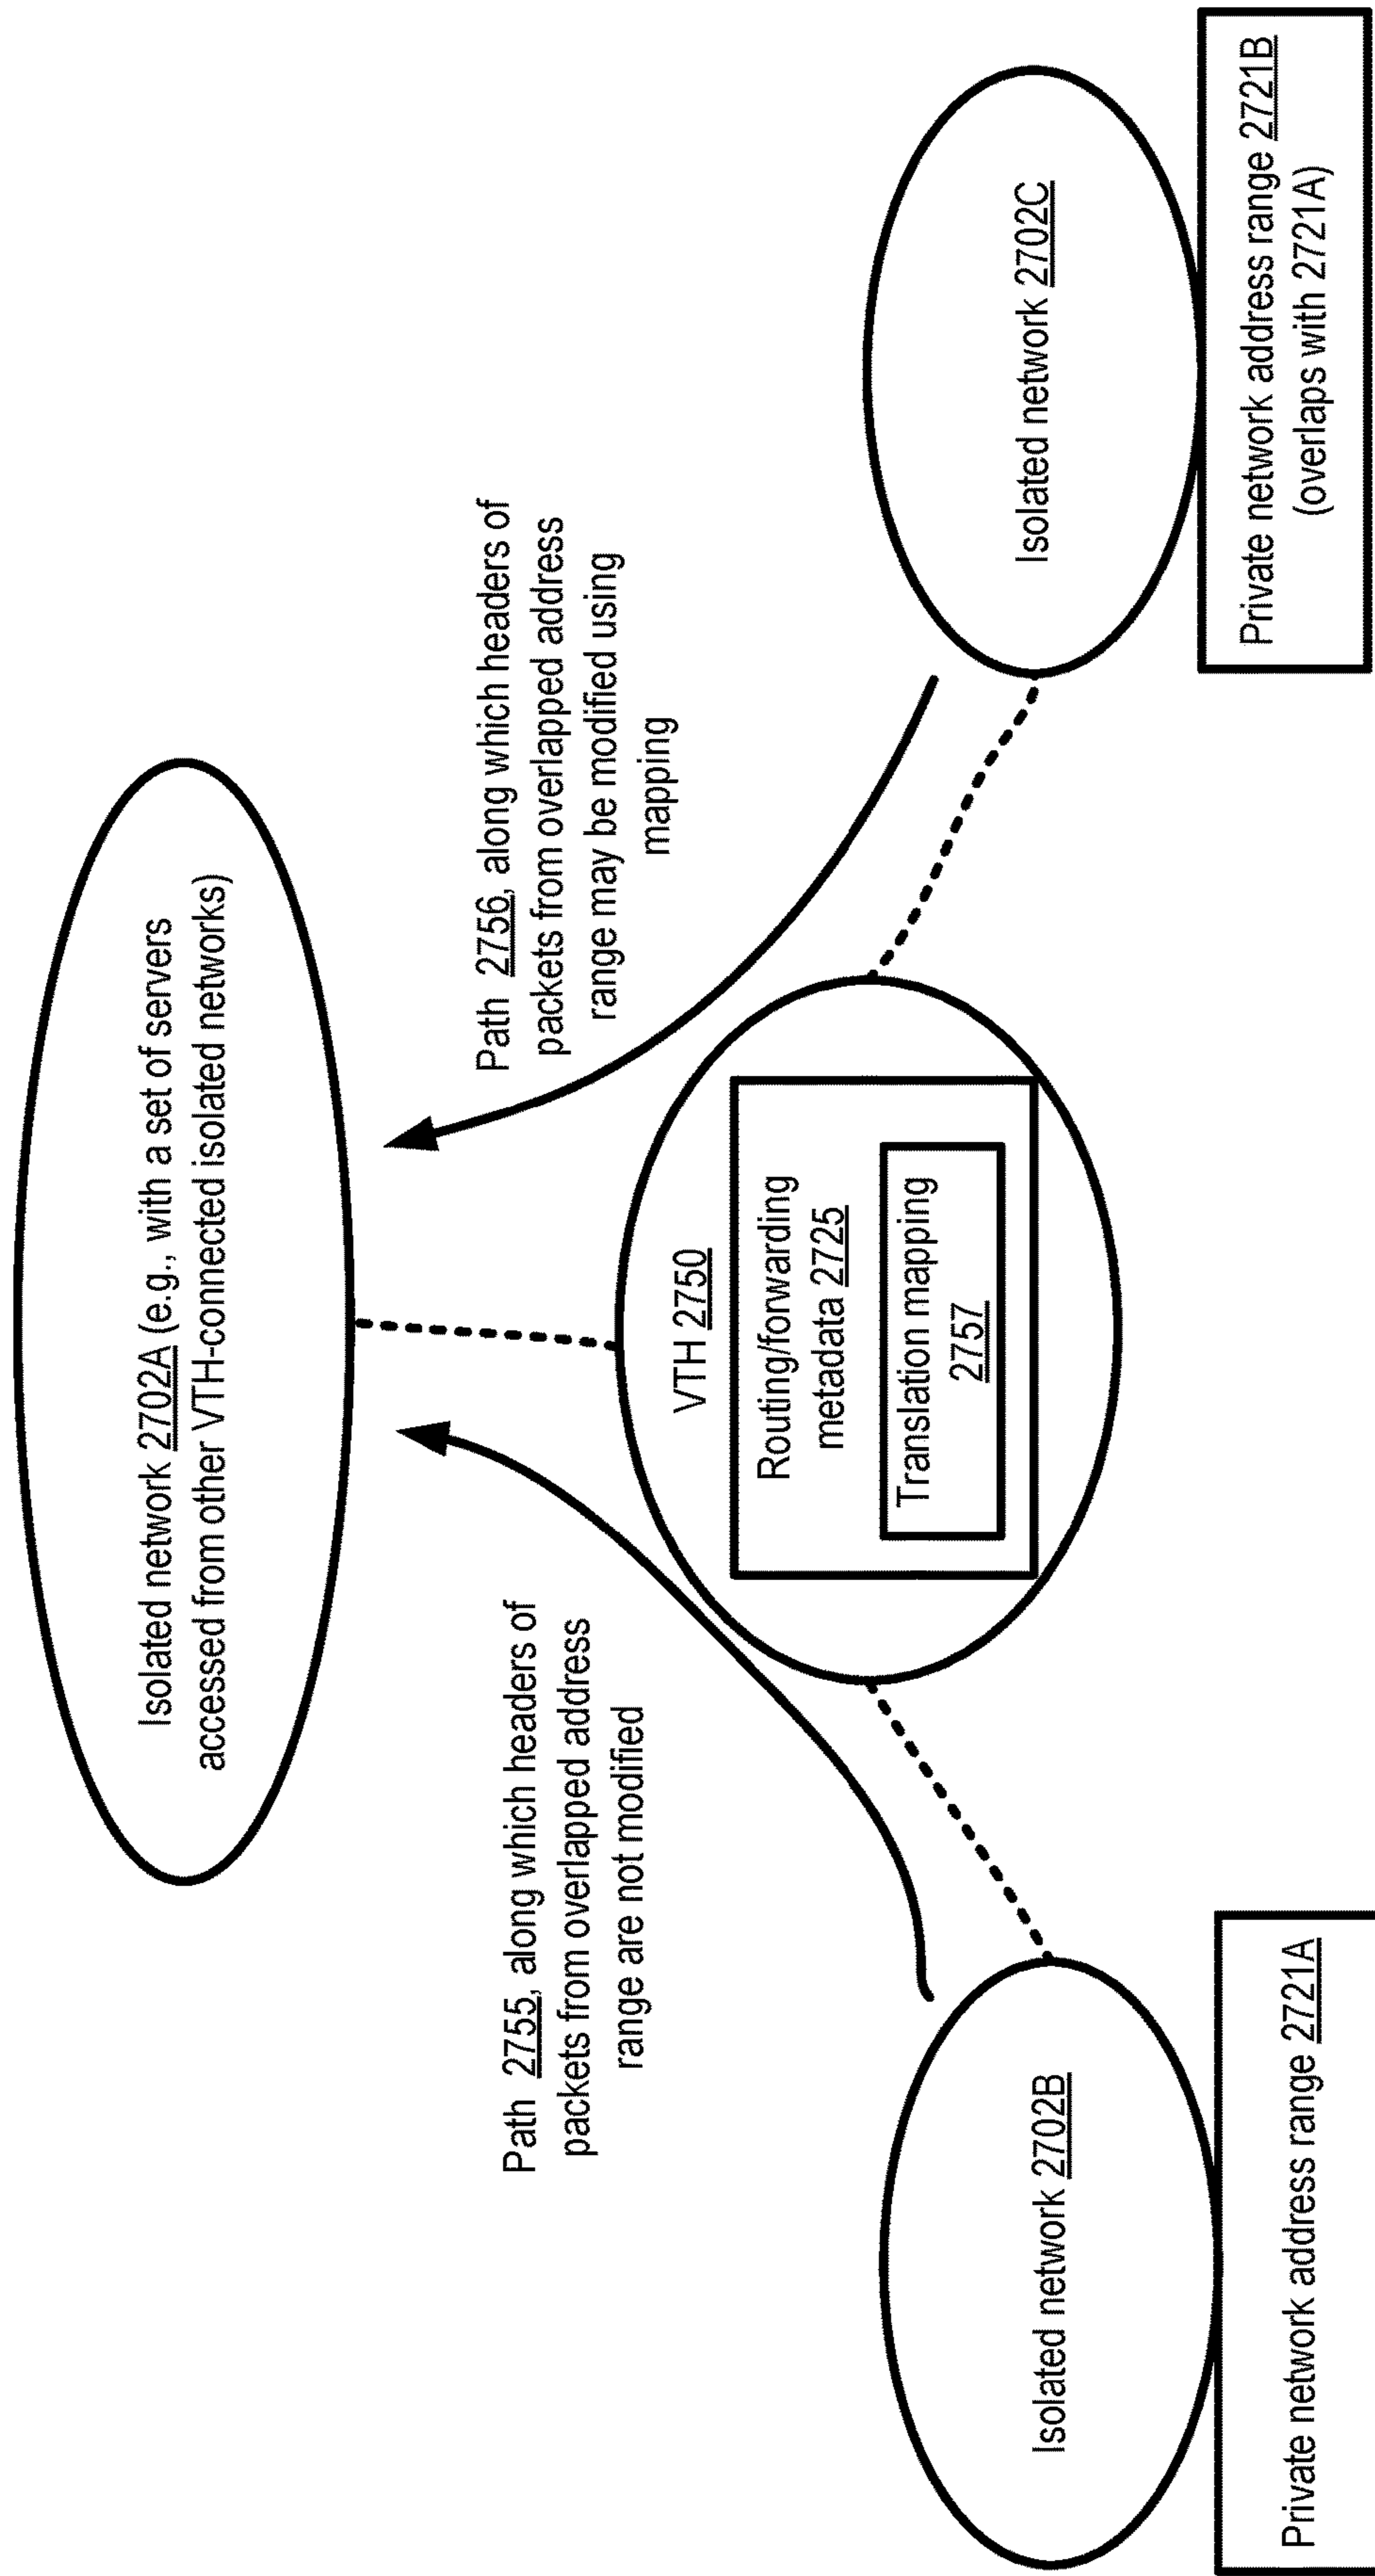 Isolated network 2702A (e.g., with a set of servers
accessed from other VTH-connected isolated networks)
Path 2755, along which headers of
packets from overlapped address
range are not modified
Path 2756, along which headers of
packets from overlapped address
range may be modified using
mapping
VTH 2750
Routing/forwarding
metadata 2725
Translation mapping
2757
Isolated network 2702B
Private network address range 2721A
Isolated network 2702C
Private network address range 2721B
(overlaps with 2721A)